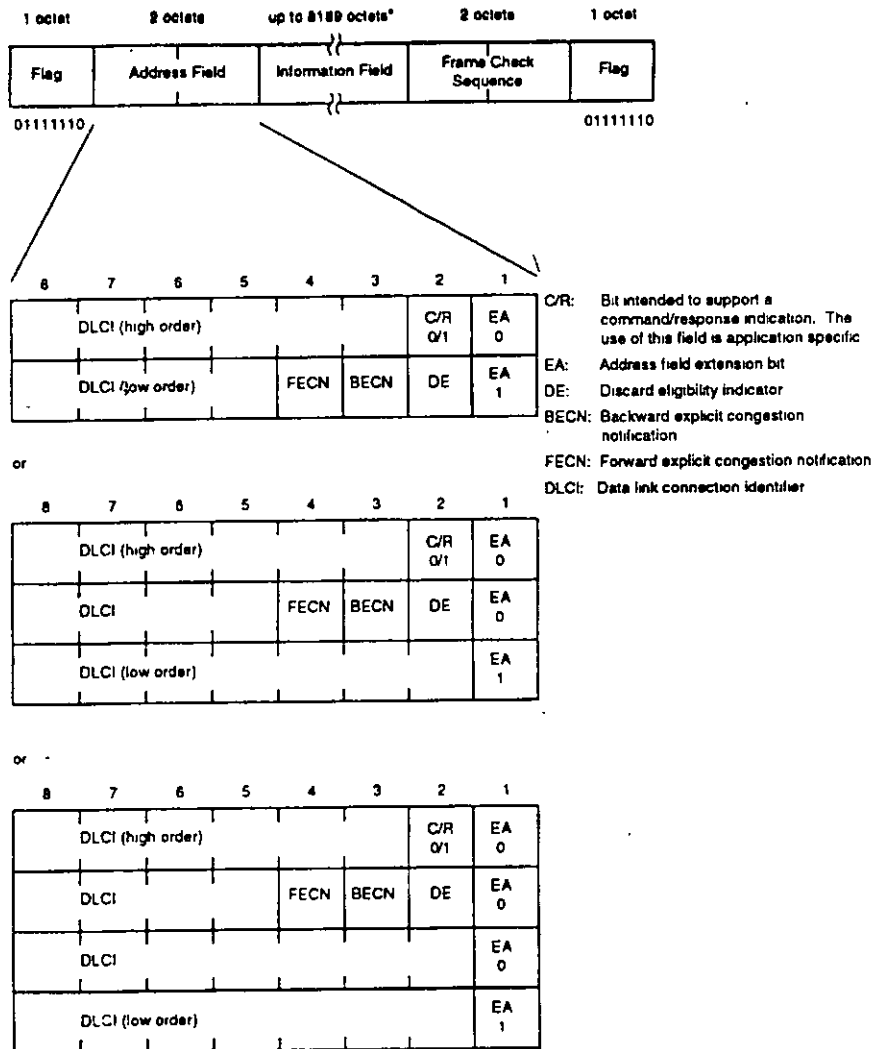 1 octet 2 octets up to 8189 octets* 2 octets 1 octet
Flag Address Field Information Field Frame Check Sequence Flag
01111110 01111110
8 7 6 5 4 3 2 1
DLCI (high order) C/R 0/1 EA 0
DLCI (low order) FECN BECN DE EA 1
C/R: Bit intended to support a
command/response indication. The
use of this field is application specific
EA: Address field extension bit
DE: Discard eligibility indicator
BECN: Backward explicit congestion
notification
FECN: Forward explicit congestion notification
DLCI: Data link connection identifier
or
8 7 6 5 4 3 2 1
DLCI (high order) C/R 0/1 EA 0
DLCI FECN BECN DE EA 0
DLCI (low order) EA 1
or
8 7 6 5 4 3 2 1
DLCI (high order) C/R 0/1 EA 0
DLCI FECN BECN DE EA 0
DLCI EA 0
DLCI (low order) EA 1